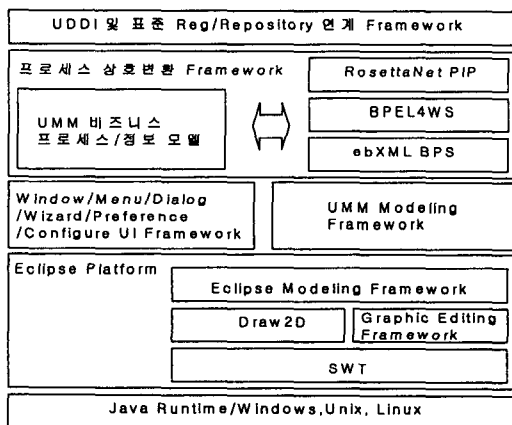 UDDI 및 표준 Reg/Repository 연계 Framework
프로세스 상호변환 Framework
UMM 비즈니스
프로세스/정보 모델
RosettaNet PIP
BPEL4WS
ebXML BPS
Window/Menu/Dialog
/Wizard/Preference
/Configure UI Framework
UMM Modeling
Framework
Eclipse Platform
Eclipse Modeling Framework
Draw2D
Graphic Editing
Framework
SWT
Java Runtime/Windows,Unix, Linux